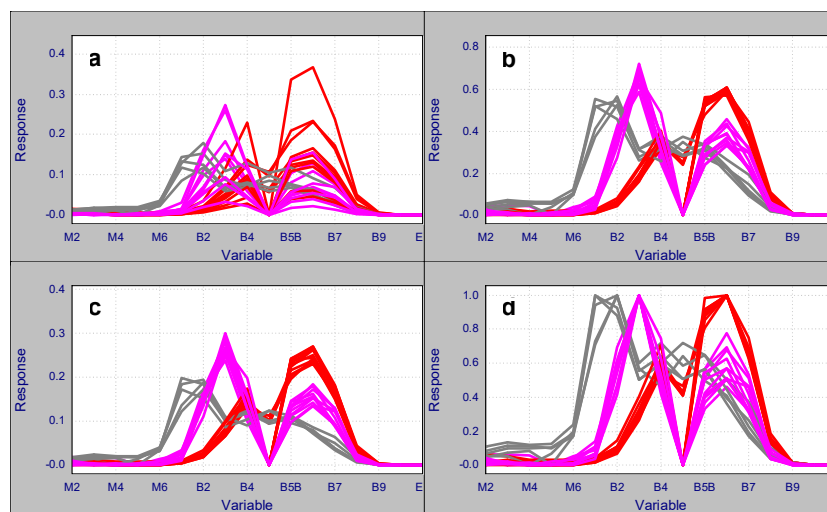 a
0.4
0.3
0.2
0.1
-0.0
Response
M2 M4 M6 B2 B4 B5B B7 B9 E
Variable
b
0.8
0.6
0.4
0.2
-0.0
Response
M2 M4 M6 B2 B4 B5B B7 B9
Variable
c
0.4
0.3
0.2
0.1
-0.0
Response
M2 M4 M6 B2 B4 B5B B7 B9 E
Variable
d
1.0
0.8
0.6
0.4
0.2
-0.0
Response
M2 M4 M6 B2 B4 B5B B7 B9
Variable